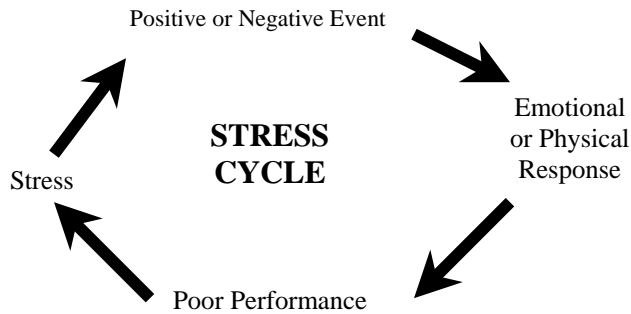 Positive or Negative Event
Emotional
or Physical
Response
STRESS
CYCLE
Stress
Poor Performance